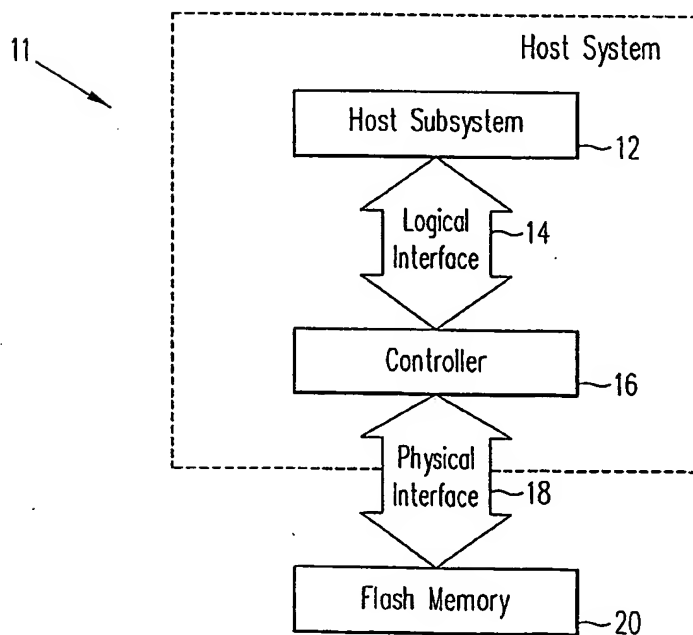 11
Host System
Host Subsystem
12
Logical
Interface
14
Controller
16
Physical
Interface
18
Flash Memory
20